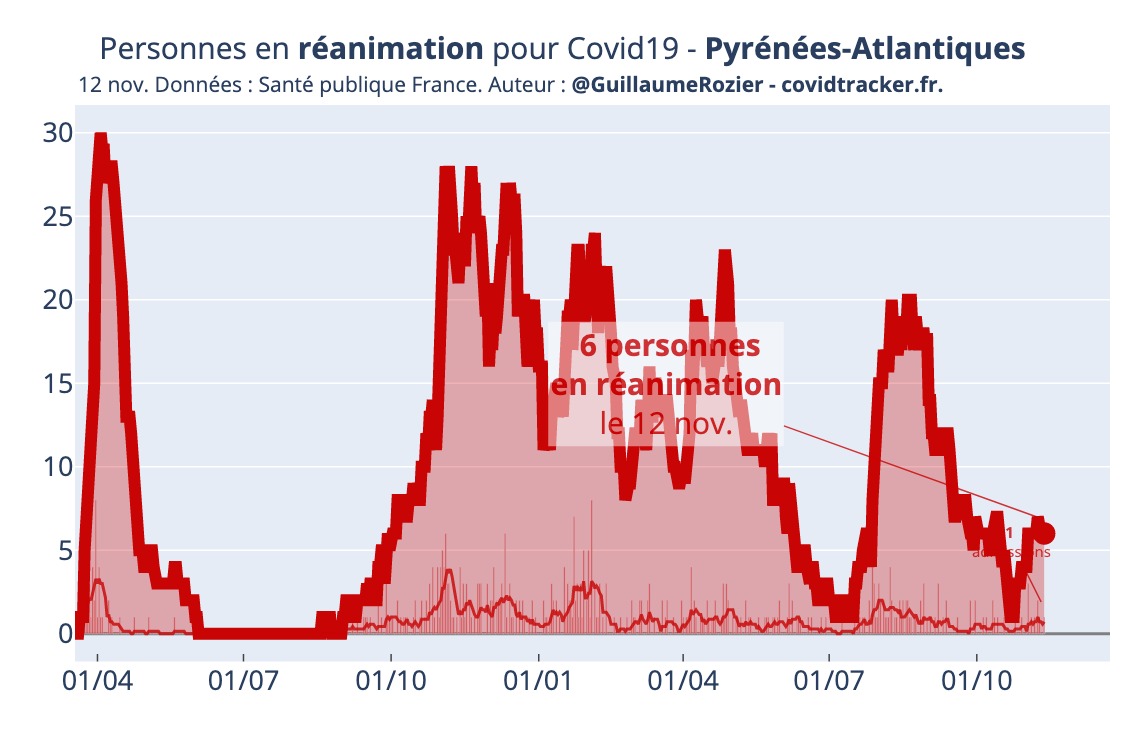 Personnes en réanimation pour Covid19 - Pyrénées-Atlantiques
12 nov. Données : Santé publique France. Auteur : @GuillaumeRozier - covidtracker.fr.
30
25
20
15
10
5
0
6 personnes
en réanimation
le 12 nov.
1
admissions
01/04
01/07
01/10
01/01
01/04
01/07
01/10